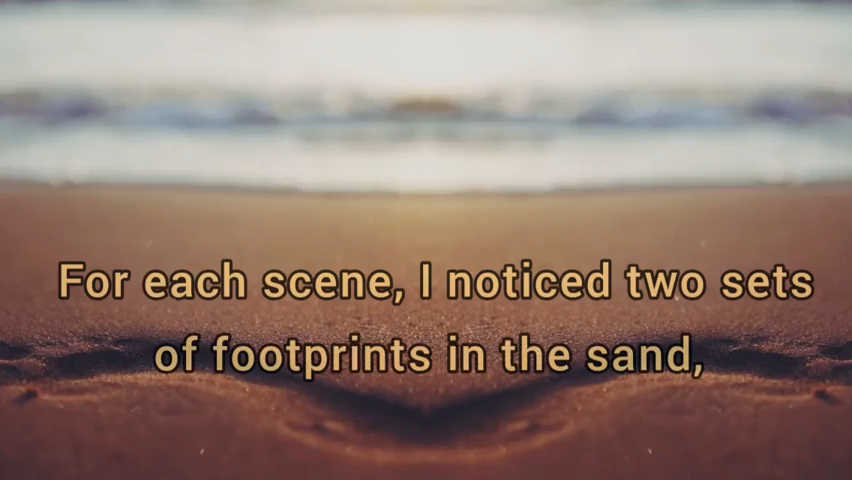 For each scene, I noticed two sets
of footprints in the sand,